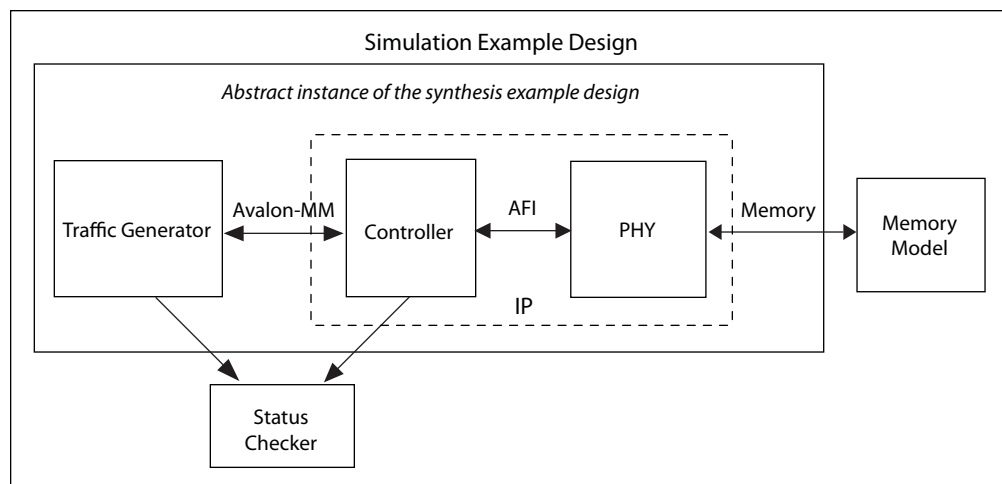 Simulation Example Design
Abstract instance of the synthesis example design
Traffic Generator
Avalon-MM
Controller
AFI
PHY
Memory
Memory
Model
IP
Status
Checker